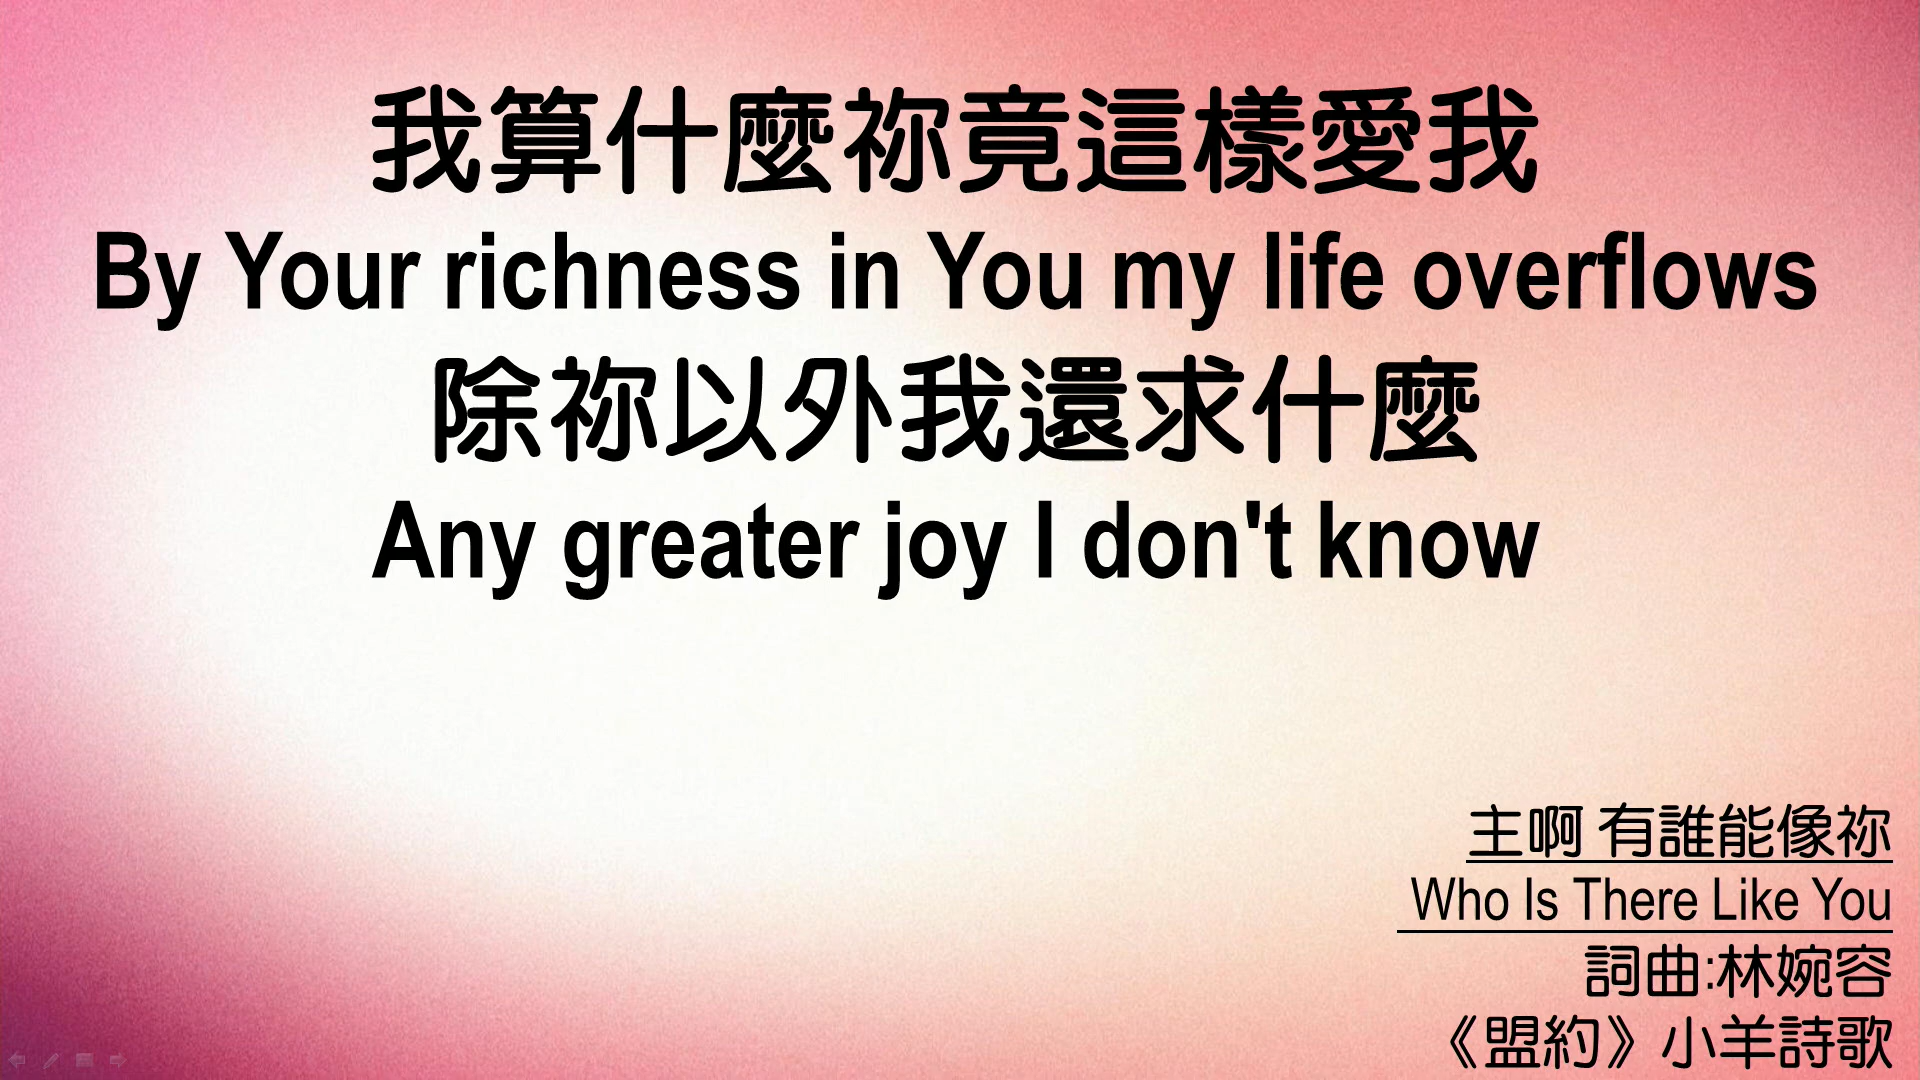 我算什麼祢竟這樣愛我
By Your richness in You my life overflows
除祢以外我還求什麼
Any greater joy I don't know
主啊 有誰能像祢
Who Is There Like You
詞曲:林婉容
《盟約》小羊詩歌